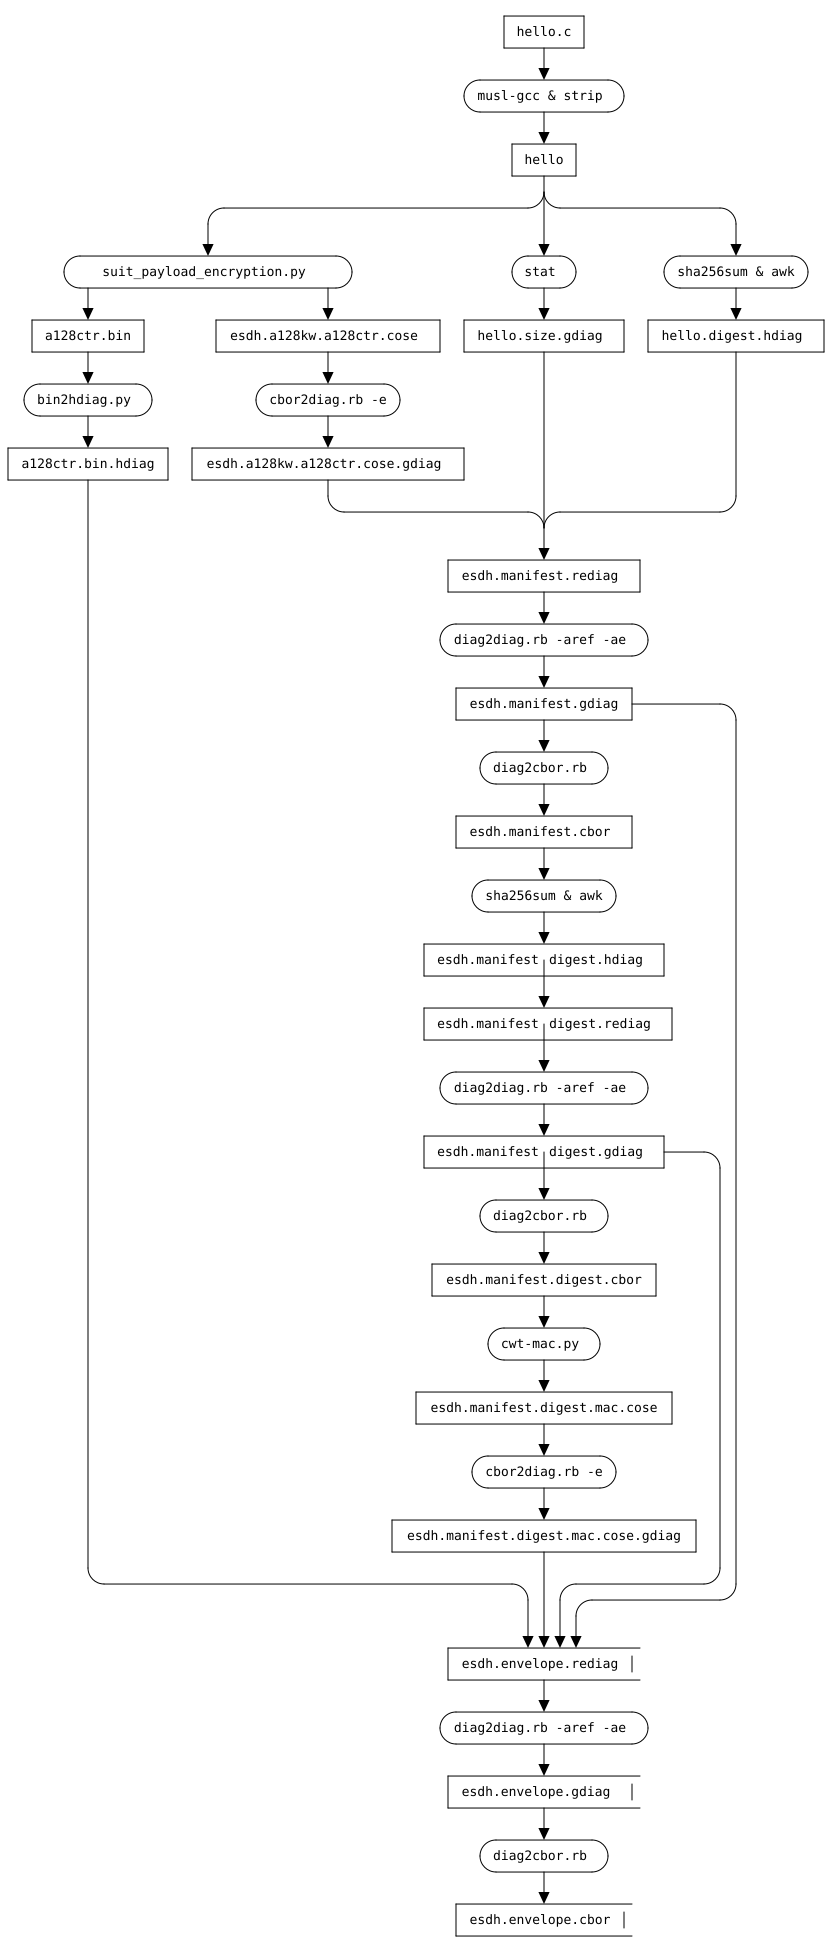 hello.c
musl-gcc & strip
hello
suit_payload_encryption.py
stat
sha256sum & awk
a128ctr.bin
esdh.a128kw.a128ctr.cose
hello.size.gdiag
hello.digest.hdiag
bin2hdiag.py
cbor2diag.rb -e
a128ctr.bin.hdiag
esdh.a128kw.a128ctr.cose.gdiag
esdh.manifest.rediag
diag2diag.rb -aref -ae
esdh.manifest.gdiag
diag2cbor.rb
esdh.manifest.cbor
sha256sum & awk
esdh.manifest digest.hdiag
esdh.manifest digest.rediag
diag2diag.rb -aref -ae
esdh.manifest digest.gdiag
diag2cbor.rb
esdh.manifest.digest.cbor
cwt-mac.py
esdh.manifest.digest.mac.cose
cbor2diag.rb -e
esdh.manifest.digest.mac.cose.gdiag
esdh.envelope.rediag
diag2diag.rb -aref -ae
esdh.envelope.gdiag
diag2cbor.rb
esdh.envelope.cbor